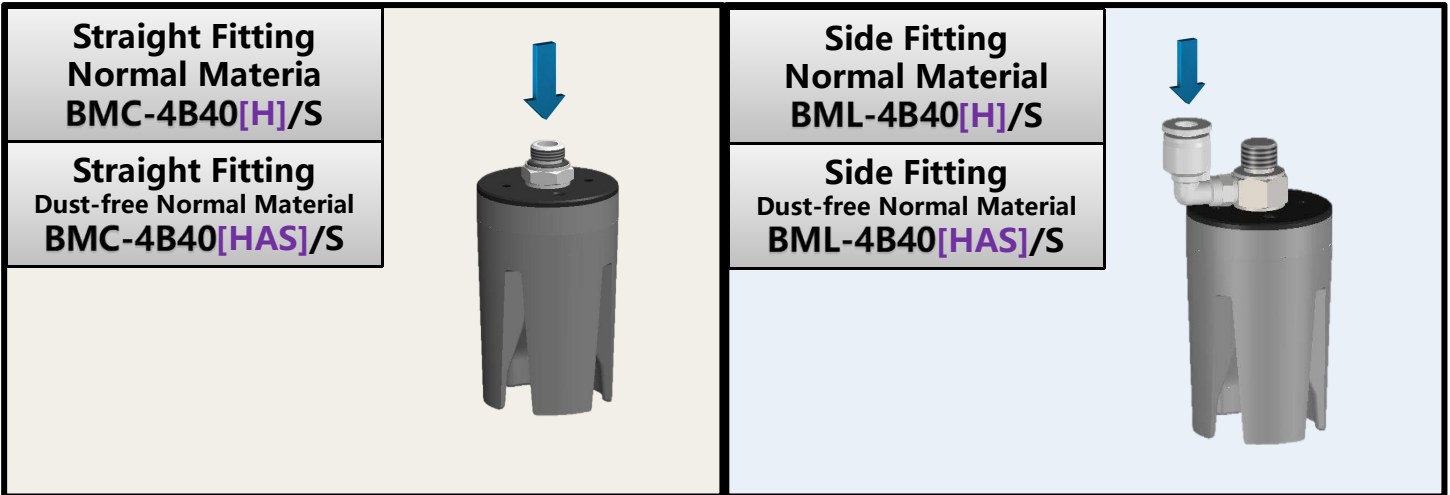 Straight Fitting
Normal Materia
BMC-4B40[H]/S
Straight Fitting
Dust-free Normal Material
BMC-4B40[HAS]/S
Side Fitting
Normal Material
BML-4B40[H]/S
Side Fitting
Dust-free Normal Material
BML-4B40[HAS]/S